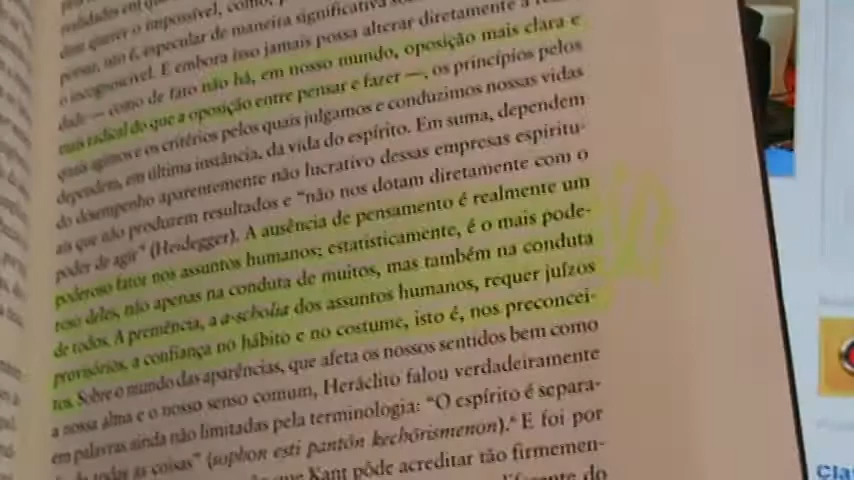 realidades em que
dizer querer o impossível, como,
pensar, isto é, especular de maneira significativa
o incognoscível. E embora isso jamais possa alterar diretamente a
dade — como de fato não há, em nosso mundo, oposição mais clara e
mais radical do que a oposição entre pensar e fazer —, os princípios pelos
quais agimos e os critérios pelos quais julgamos e conduzimos nossas vidas
dependem, em última instância, da vida do espírito. Em suma, dependem
do desempenho aparentemente não lucrativo dessas empresas espiritu-
ais que não produzem resultados e “não nos dotam diretamente com o
poder de agir” (Heidegger). A ausência de pensamento é realmente um
poderoso fator nos assuntos humanos; estatisticamente, é o mais pode-
roso deles, não apenas na conduta de muitos, mas também na conduta
de todos. A premência, a a-scholia dos assuntos humanos, requer juízos
provisórios, a confiança no hábito e no costume, isto é, nos preconcei-
tos. Sobre o mundo das aparências, que afeta os nossos sentidos bem como
a nossa alma e o nosso senso comum, Heráclito falou verdadeiramente
em palavras ainda não limitadas pela terminologia: “O espírito é separa-
do de todas as coisas” (sophon esti pantōn kechōrismenon). E foi por
que Kant pôde acreditar tão firmemen-
diferente do
Cla